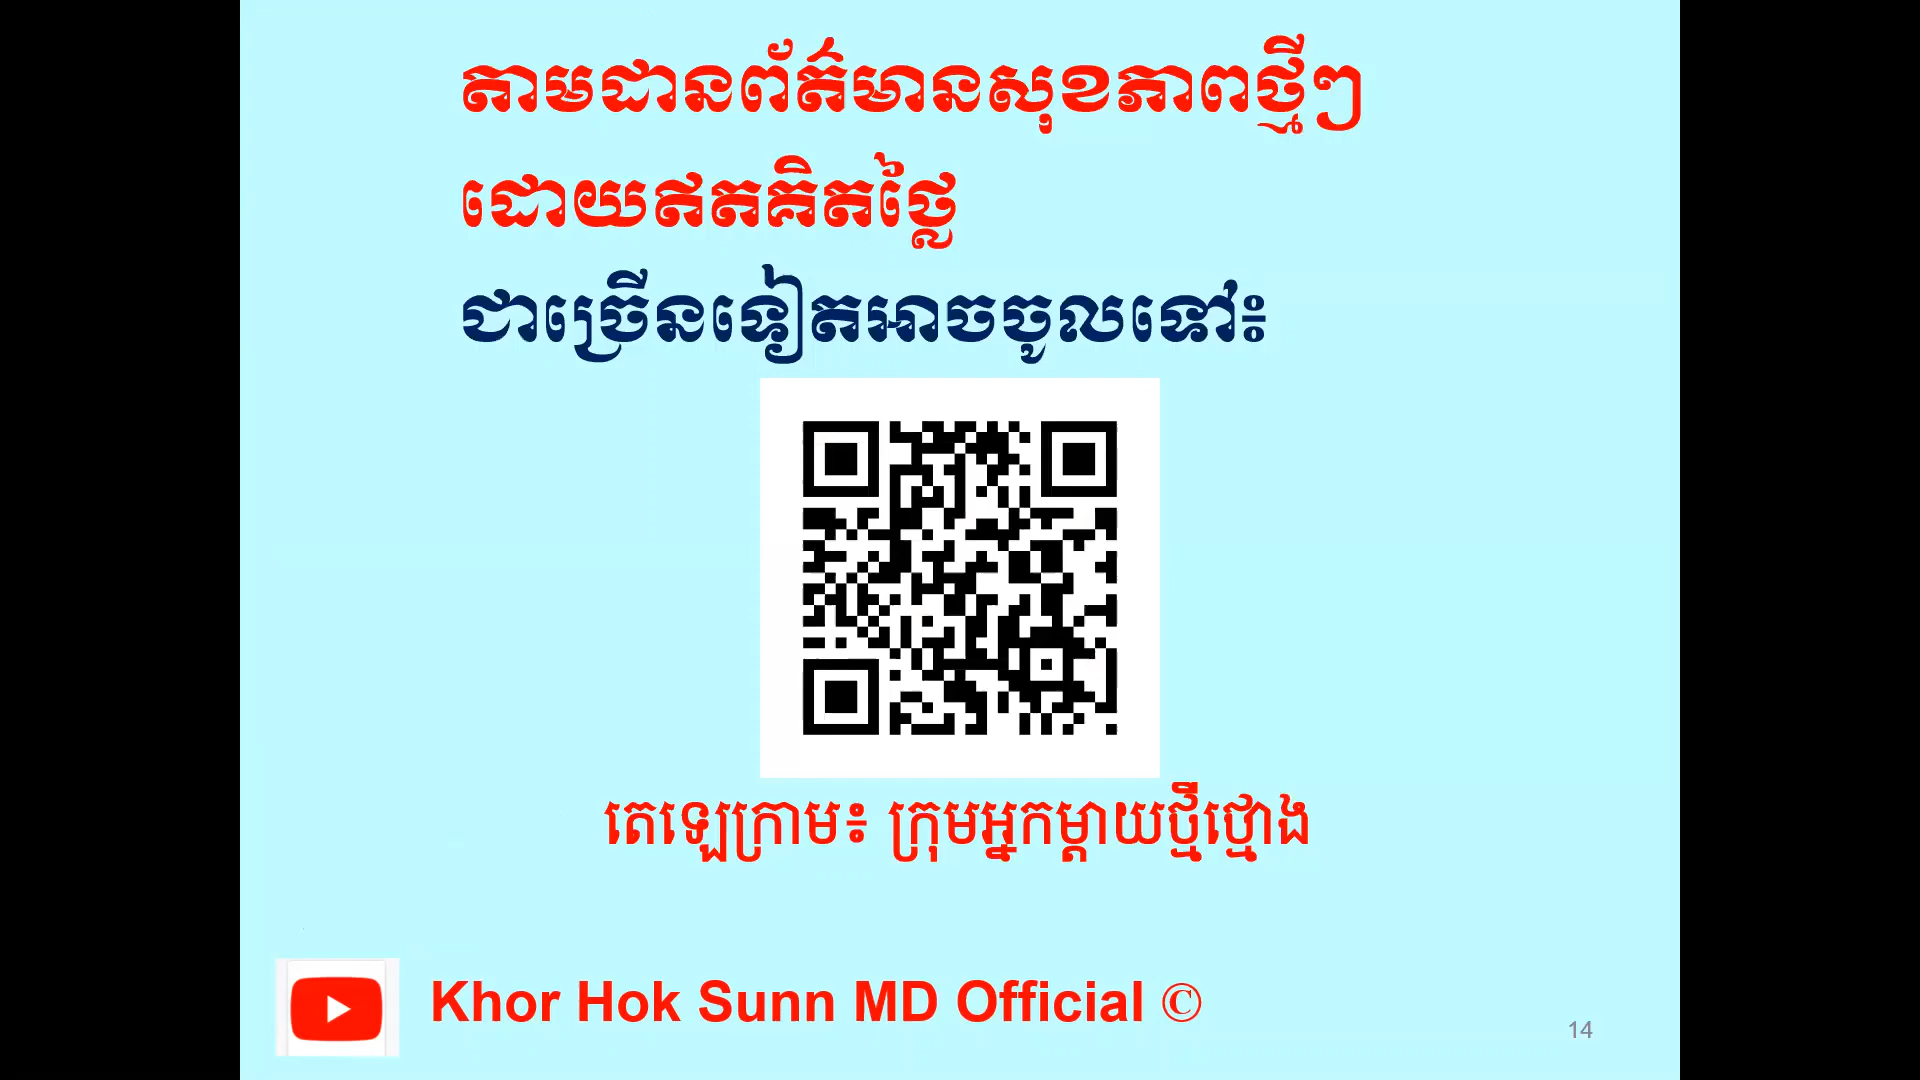 តាមដានព័ត៌មានសុខភាពថ្មីៗ
ដោយឥតគិតថ្លៃ
ជាច្រើនទៀតអាចចូលទៅ៖
តេឡេក្រាម៖ ក្រុមអ្នកម្តាយថ្មីថ្មោង
Khor Hok Sunn MD Official ©
14